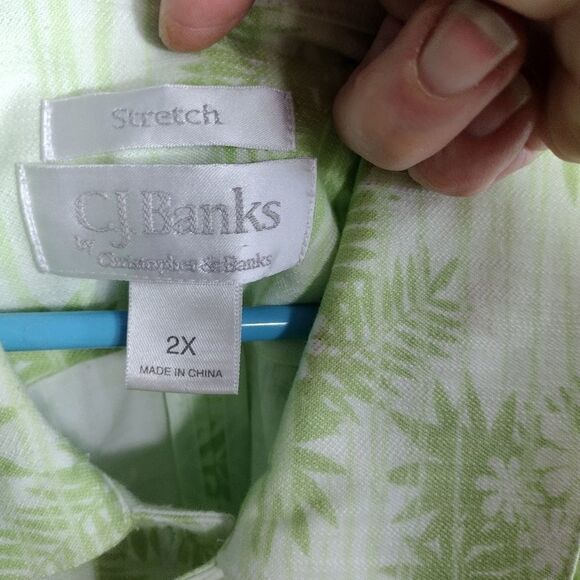 Stretch
CJ Banks
by
Christopher & Banks
2X
MADE IN CHINA